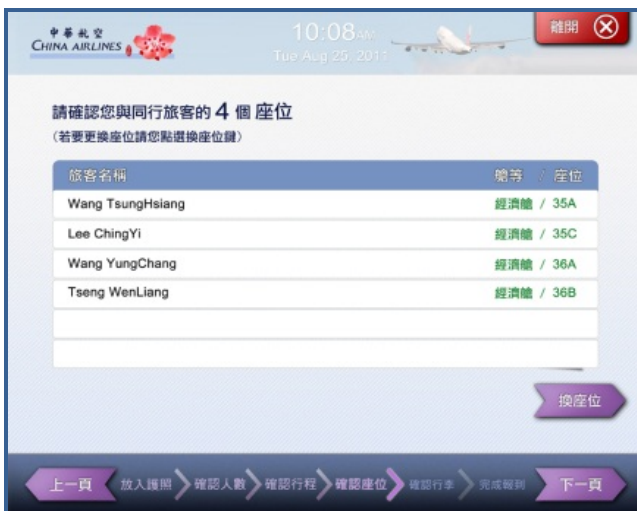 中華航空
CHINA AIRLINES
10:08AM
Tue Aug 25, 2011
離開
請確認您與同行旅客的 4 個 座位
(若要更換座位請您點選換座位鍵)
旅客名稱 艙等 / 座位
Wang TsungHsiang 經濟艙 / 35A
Lee ChingYi 經濟艙 / 35C
Wang YungChang 經濟艙 / 36A
Tseng WenLiang 經濟艙 / 36B
換座位
上一頁 放入護照 確認人數 確認行程 確認座位 確認行李 完成報到 下一頁